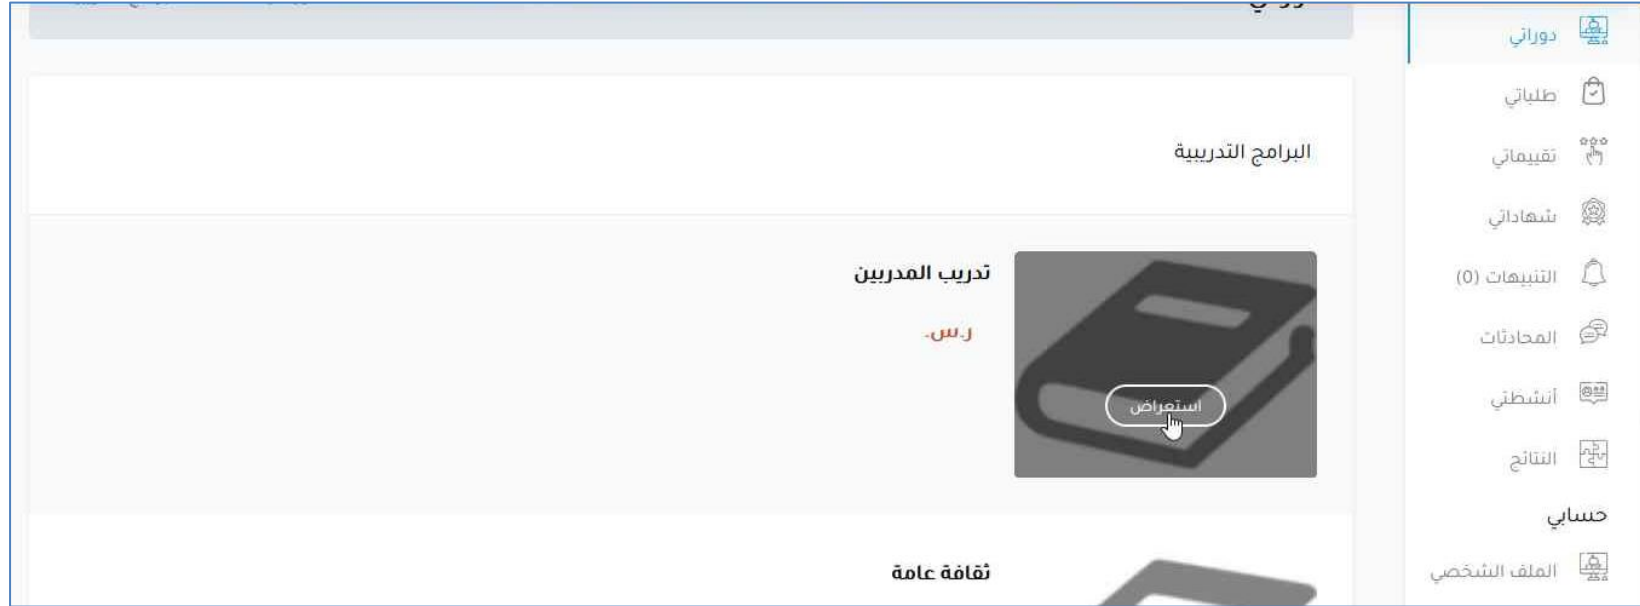 دوراتي
طلباتي
تقييماتي
شهاداتي
التنبيهات (0)
المحادثات
أنشطتي
النتائج
حسابي
الملف الشخصي
البرامج التدريبية
تدريب المدربين
ر.س.
استعراض
ثقافة عامة